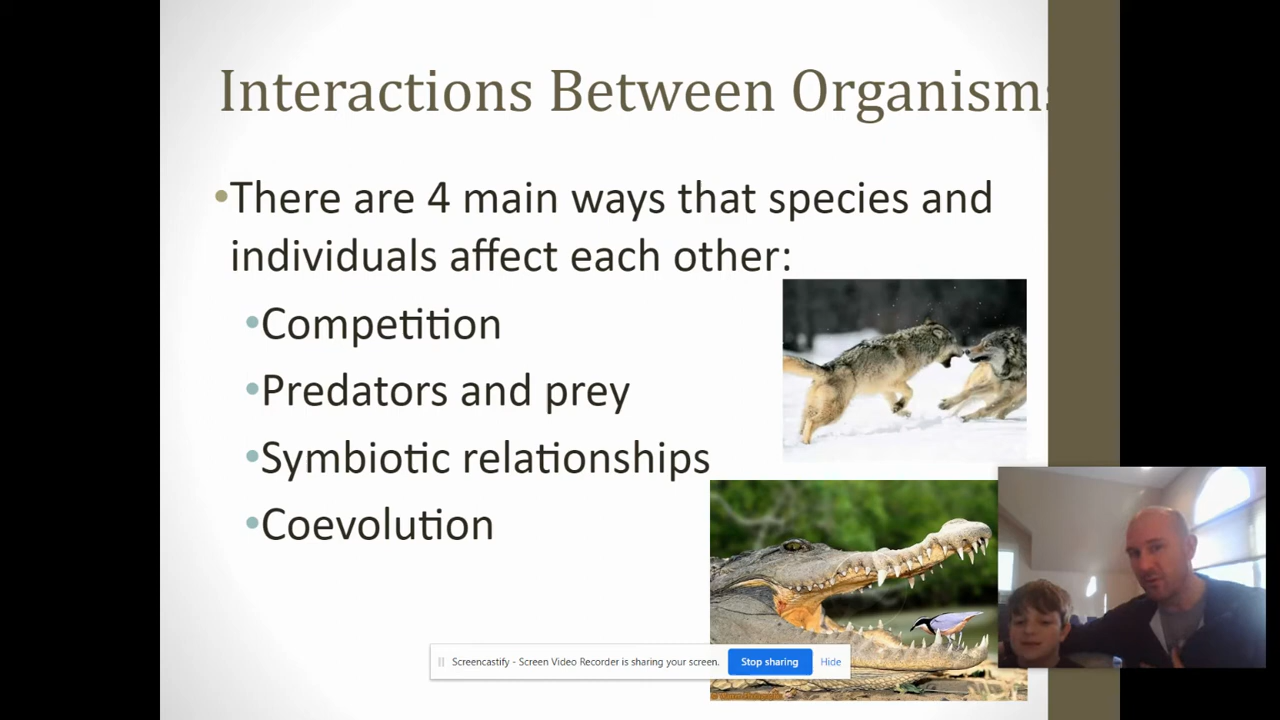 Interactions Between Organisms
•There are 4 main ways that species and
individuals affect each other:
•Competition
•Predators and prey
•Symbiotic relationships
•Coevolution
Screencastify - Screen Video Recorder is sharing your screen. Stop sharing Hide